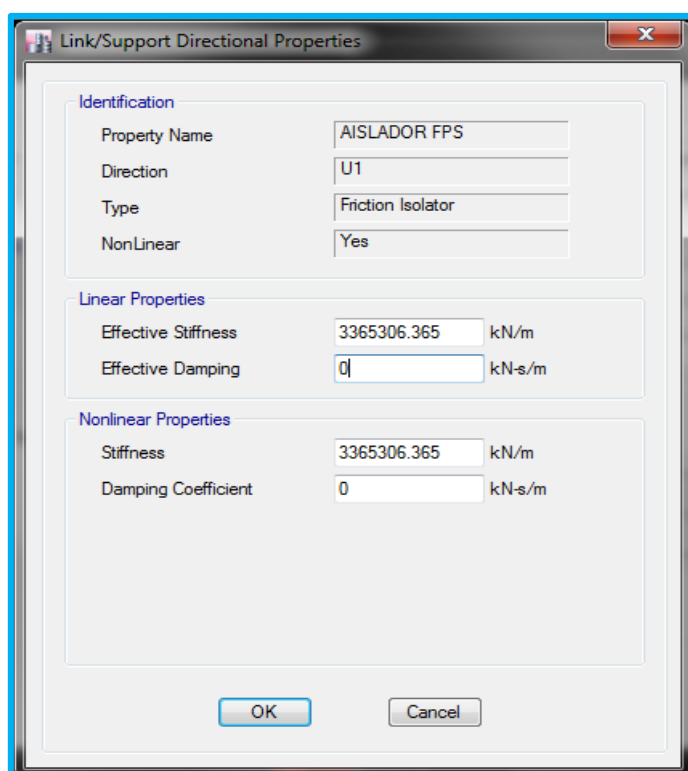 Link/Support Directional Properties
Identification
Property Name AISLADOR FPS
Direction U1
Type Friction Isolator
NonLinear Yes
Linear Properties
Effective Stiffness 3365306.365 kN/m
Effective Damping 0 kN-s/m
Nonlinear Properties
Stiffness 3365306.365 kN/m
Damping Coefficient 0 kN-s/m
OK Cancel